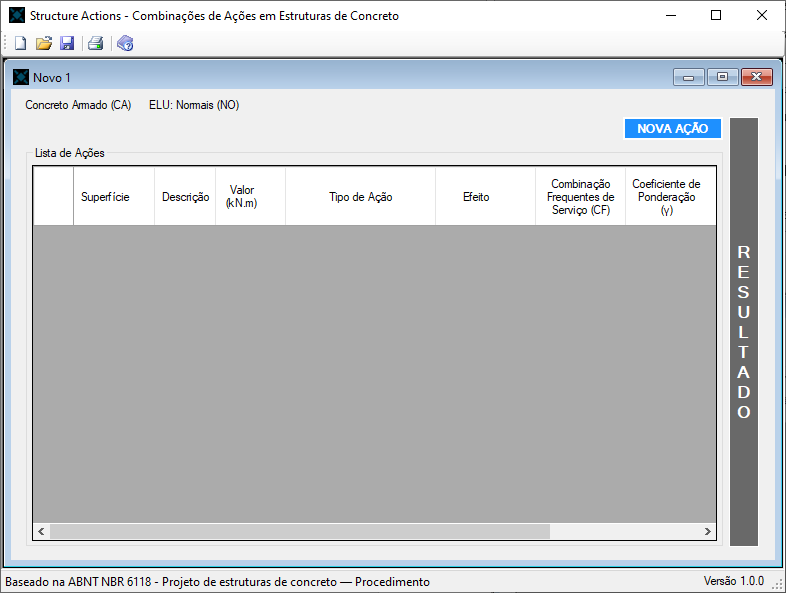 Structure Actions - Combinações de Ações em Estruturas de Concreto
Novo 1
Concreto Armado (CA) ELU: Normais (NO)
NOVA AÇÃO
Lista de Ações
Superfície
Descrição
Valor
(kN.m)
Tipo de Ação
Efeito
Combinação
Frequentes de
Serviço (CF)
Coeficiente de
Ponderação
(γ)
RESULTADO
Baseado na ABNT NBR 6118 - Projeto de estruturas de concreto — Procedimento
Versão 1.0.0